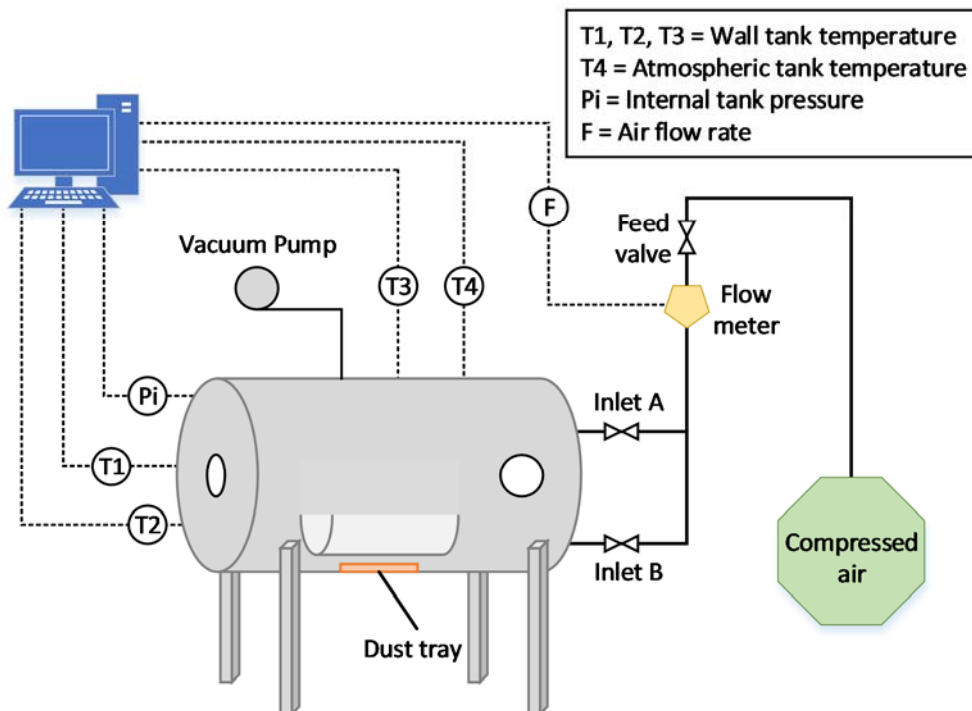 T1, T2, T3 = Wall tank temperature
T4 = Atmospheric tank temperature
Pi = Internal tank pressure
F = Air flow rate
F
Feed
valve
Vacuum Pump
T3
T4
Flow
meter
Pi
Inlet A
T1
T2
Inlet B
Compressed
air
Dust tray